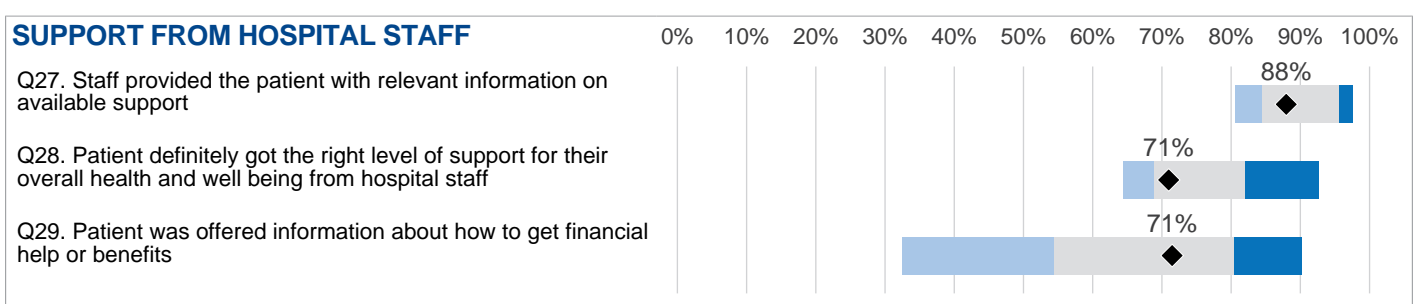 SUPPORT FROM HOSPITAL STAFF
0% 10% 20% 30% 40% 50% 60% 70% 80% 90% 100%
Q27. Staff provided the patient with relevant information on
available support
88%
Q28. Patient definitely got the right level of support for their
overall health and well being from hospital staff
71%
Q29. Patient was offered information about how to get financial
help or benefits
71%